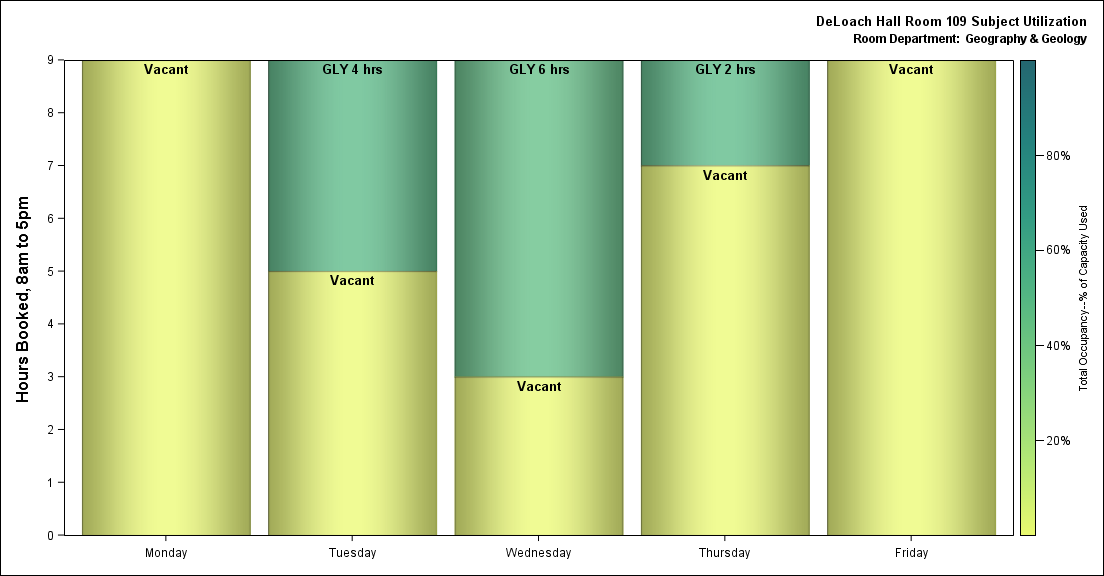 DeLoach Hall Room 109 Subject Utilization
Room Department: Geography & Geology
Hours Booked, 8am to 5pm
9
8
7
6
5
4
3
2
1
0
Vacant
GLY 4 hrs
Vacant
GLY 6 hrs
Vacant
GLY 2 hrs
Vacant
Vacant
Monday
Tuesday
Wednesday
Thursday
Friday
80%
60%
40%
20%
Total Occupancy--% of Capacity Used